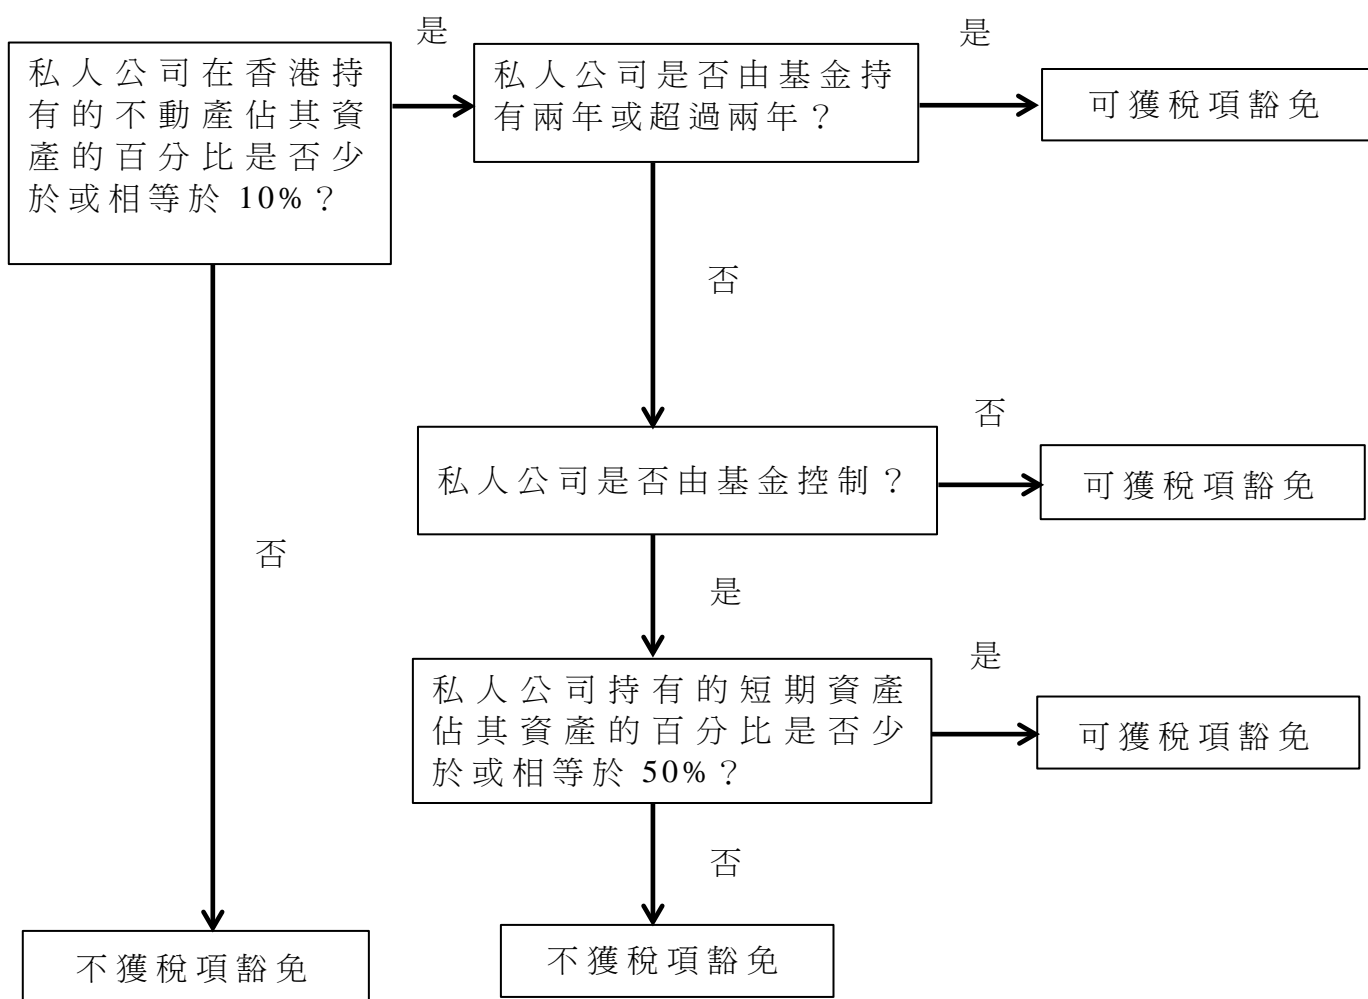 是
是
私人公司在香港持
有的不動產佔其資
產的百分比是否少
於或相等於 10%？
私人公司是否由基金持
有兩年或超過兩年？
可獲稅項豁免
否
否
私人公司是否由基金控制？
可獲稅項豁免
否
是
是
私人公司持有的短期資產
佔其資產的百分比是否少
於或相等於 50%？
可獲稅項豁免
否
不獲稅項豁免
不獲稅項豁免